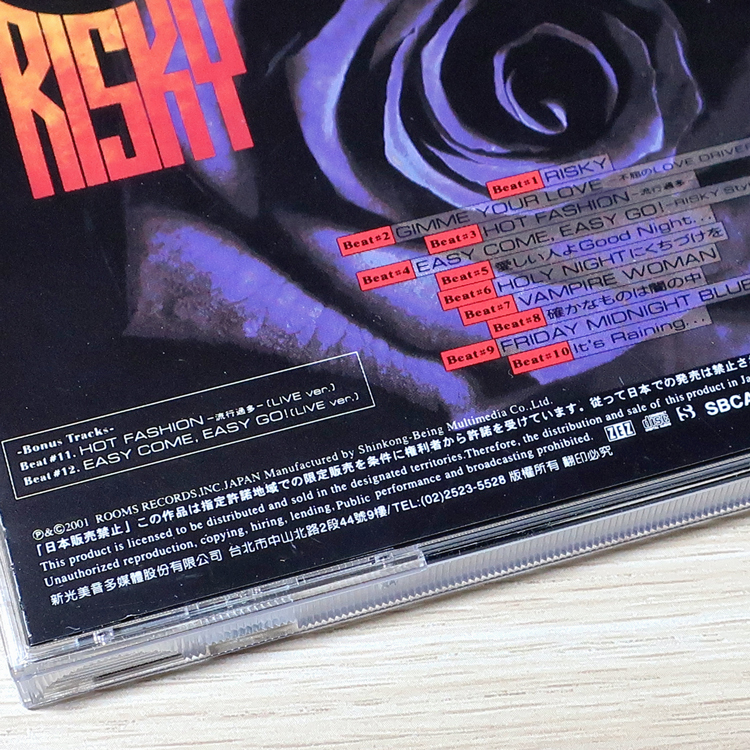 RISKY
Beat#1 RISKY
Beat#2 GIMME YOUR LOVE -不屈のLOVE DRIVER
Beat#3 HOT FASHION-流行過多-
Beat#4 EASY COME, EASY GO!-RISKY
Beat#5 愛しい人よGood Night...
Beat#6 HOLY NIGHTにくちづけを
Beat#7 VAMPIRE WOMAN
Beat#8 確かなものは闇の中
Beat#9 FRIDAY MIDNIGHT BLUE
Beat#10 It's Raining...
-Bonus Tracks-
Beat#11. HOT FASHION-流行過多-(LIVE ver.)
Beat#12. EASY COME, EASY GO!(LIVE ver.)
Ⓟ&©2001 ROOMS RECORDS,INC.JAPAN Manufactured by Shinkong-Being Multimedia Co.,Ltd.
「日本販売禁止」この作品は指定許諾地域での限定販売を条件に権利者から許諾を受けています。従って日本での発売は禁止さ
This product is licensed to be distributed and sold in the designated territories.Therefore, the distribution and sale of this product in
Unauthorized reproduction, copying, hiring, lending, Public performance and broadcasting prohibited.
新光美音多媒體股份有限公司 台北市中山北路2段44號9樓/TEL:(02)2523-5528 版權所有 翻印必究
disc
SBCA